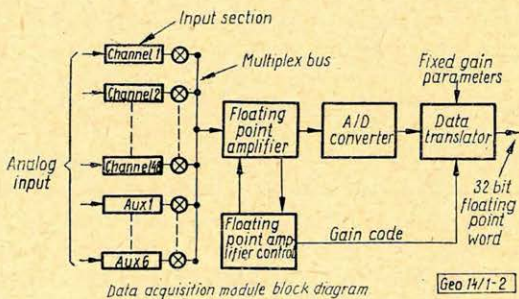 Input section
Channel 1
Multiplex bus
Channel 2
Channel 48
Analog
input
Aux 1
Aux 6
Floating
point
amplifier
A/D
converter
Fixed gain
parameters
Data
translator
Floating
point amp
lifier control
Gain code
32 bit
floating
point
word
Data acquisition module block diagram
Geo 14/1-2